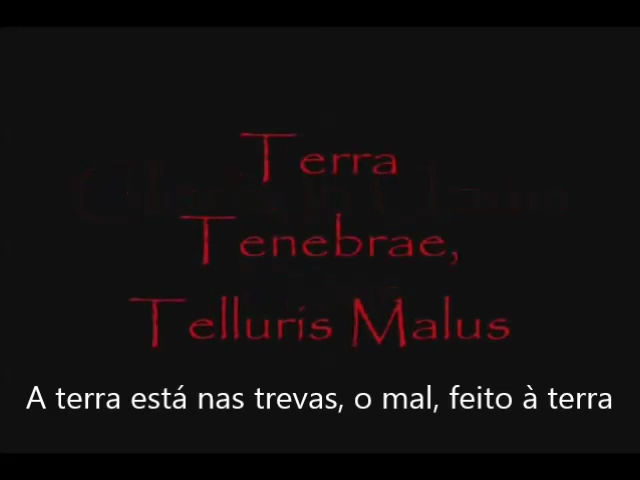 Terra
Tenebrae,
Telluris Malus
A terra está nas trevas, o mal, feito à terra